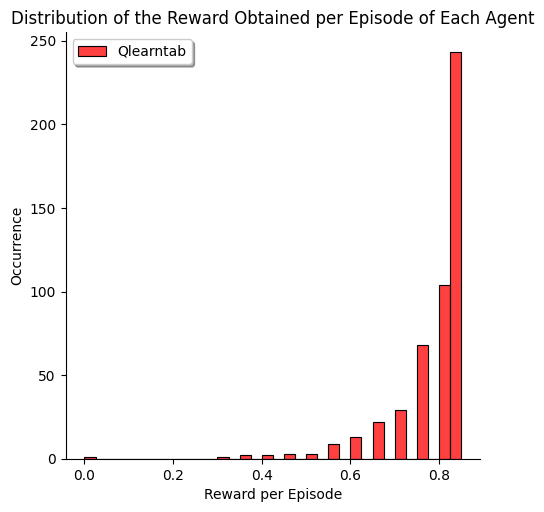 Distribution of the Reward Obtained per Episode of Each Agent
Qlearntab
250
200
150
100
50
0
Occurrence
0.0 0.2 0.4 0.6 0.8
Reward per Episode